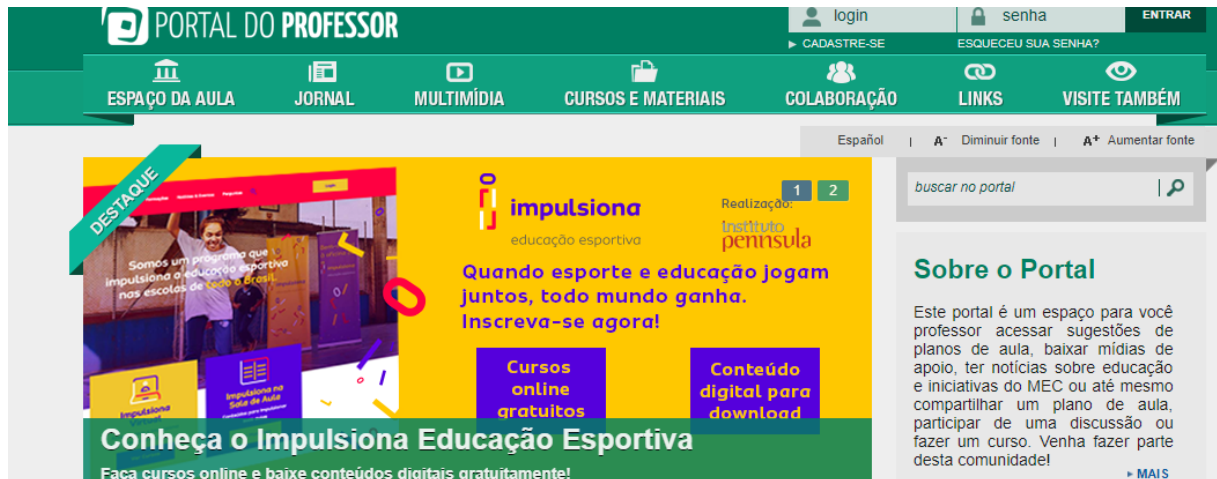 PORTAL DO PROFESSOR
login
senha
ENTRAR
► CADASTRE-SE
ESQUECEU SUA SENHA?
ESPAÇO DA AULA
JORNAL
MULTIMÍDIA
CURSOS E MATERIAIS
COLABORAÇÃO
LINKS
VISITE TAMBÉM
Español | A- Diminuir fonte | A+ Aumentar fonte
DESTAQUE
Login
Somos um programa que
impulsiona a educação esportiva
nas escolas de todo o Brasil.
Impulsiona
Virtual
Impulsiona na
Sala de Aula
impulsiona
educação esportiva
1 2
Realização:
instituto
península
Quando esporte e educação jogam
juntos, todo mundo ganha.
Inscreva-se agora!
Cursos
online
gratuitos
Conteúdo
digital para
download
Conheça o Impulsiona Educação Esportiva
Faça cursos online e baixe conteúdos digitais gratuitamente!
buscar no portal
Sobre o Portal
Este portal é um espaço para você
professor acessar sugestões de
planos de aula, baixar mídias de
apoio, ter notícias sobre educação
e iniciativas do MEC ou até mesmo
compartilhar um plano de aula,
participar de uma discussão ou
fazer um curso. Venha fazer parte
desta comunidade!
▸ MAIS